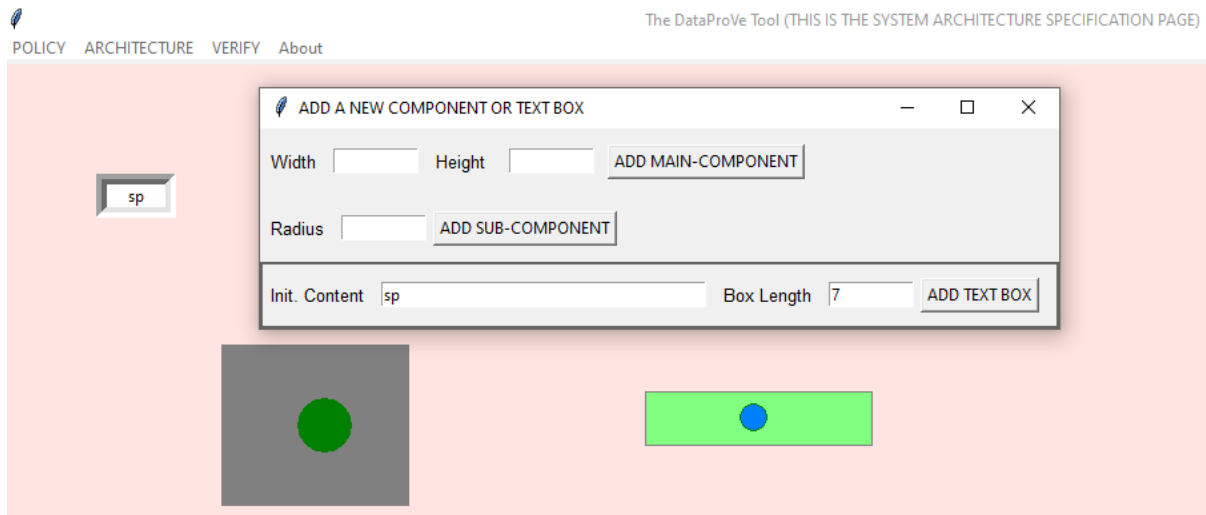 The DataProVe Tool (THIS IS THE SYSTEM ARCHITECTURE SPECIFICATION PAGE)
POLICY ARCHITECTURE VERIFY About
ADD A NEW COMPONENT OR TEXT BOX
Width Height ADD MAIN-COMPONENT
sp
Radius ADD SUB-COMPONENT
Init. Content sp Box Length 7 ADD TEXT BOX